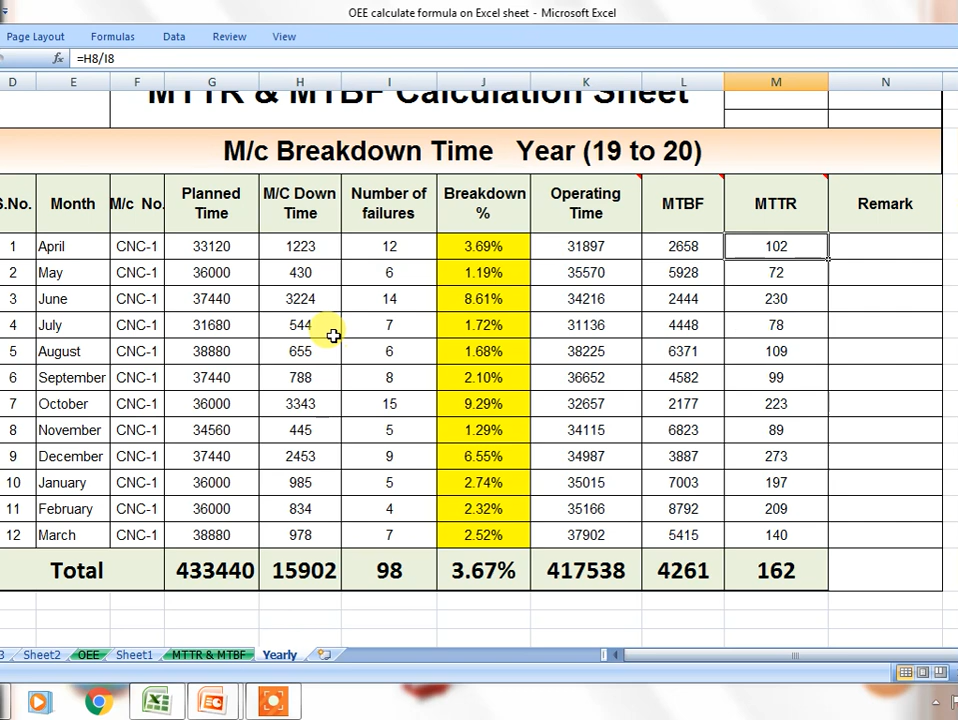 OEE calculate formula on Excel sheet - Microsoft Excel
Page Layout Formulas Data Review View
fx =H8/I8
D E F G H I J K L M N
MTTR & MTBF Calculation Sheet
M/c Breakdown Time Year (19 to 20)
S.No. Month M/c No. Planned Time M/C Down Time Number of failures Breakdown % Operating Time MTBF MTTR Remark
1 April CNC-1 33120 1223 12 3.69% 31897 2658 102
2 May CNC-1 36000 430 6 1.19% 35570 5928 72
3 June CNC-1 37440 3224 14 8.61% 34216 2444 230
4 July CNC-1 31680 544 7 1.72% 31136 4448 78
5 August CNC-1 38880 655 6 1.68% 38225 6371 109
6 September CNC-1 37440 788 8 2.10% 36652 4582 99
7 October CNC-1 36000 3343 15 9.29% 32657 2177 223
8 November CNC-1 34560 445 5 1.29% 34115 6823 89
9 December CNC-1 37440 2453 9 6.55% 34987 3887 273
10 January CNC-1 36000 985 5 2.74% 35015 7003 197
11 February CNC-1 36000 834 4 2.32% 35166 8792 209
12 March CNC-1 38880 978 7 2.52% 37902 5415 140
Total 433440 15902 98 3.67% 417538 4261 162
3 Sheet2 OEE Sheet1 MTTR & MTBF Yearly